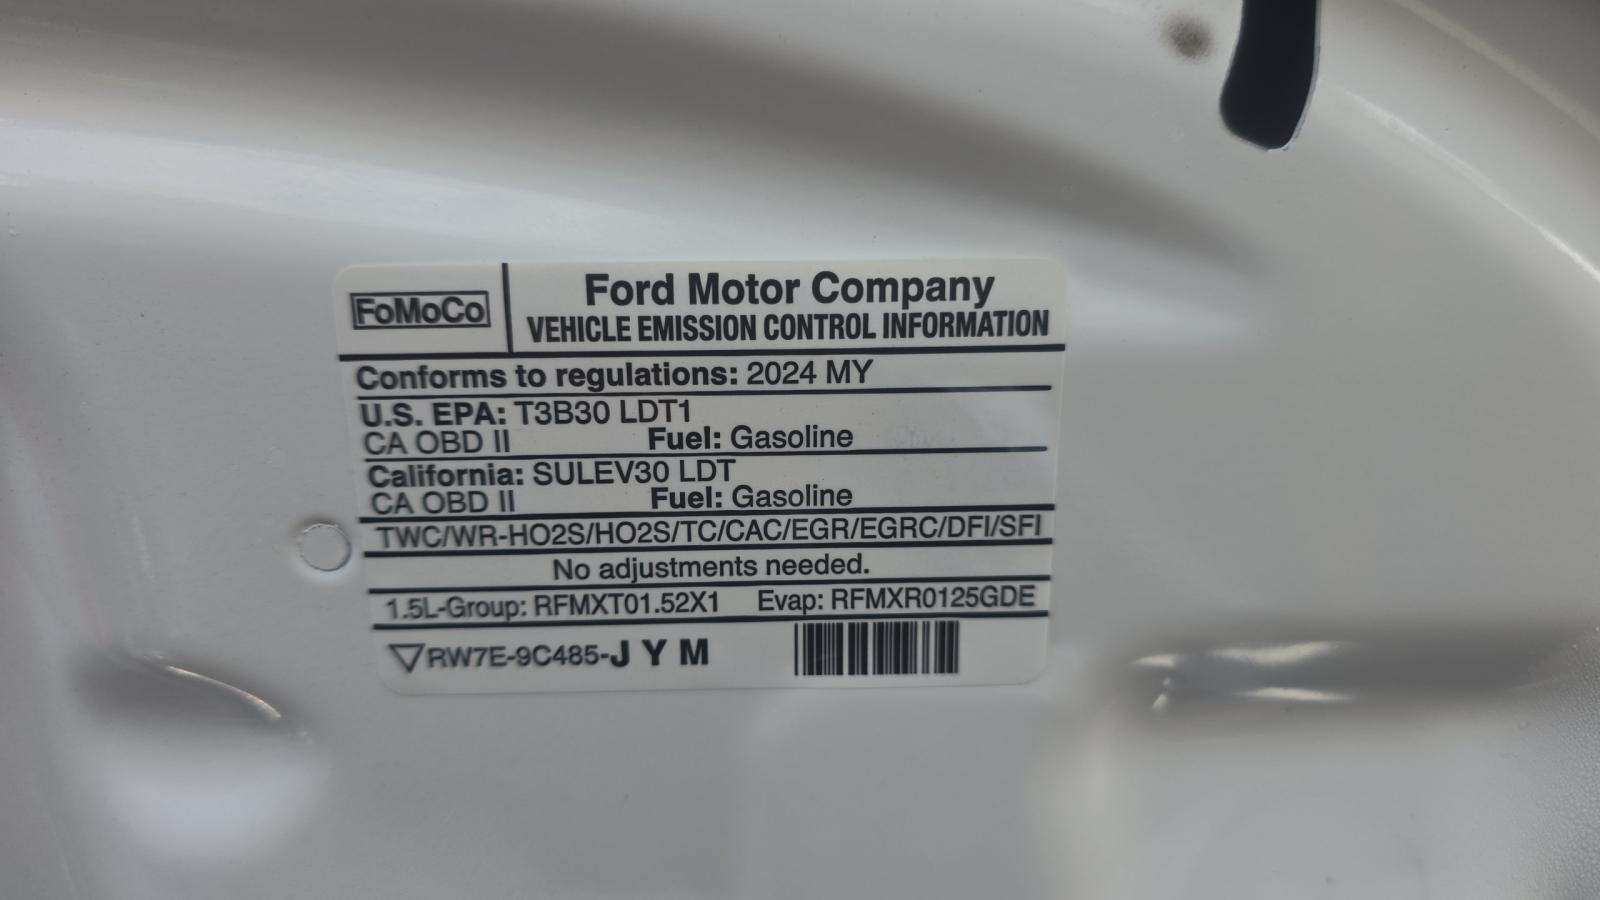 FoMoCo
Ford Motor Company
VEHICLE EMISSION CONTROL INFORMATION
Conforms to regulations: 2024 MY
U.S. EPA: T3B30 LDT1
CA OBD II Fuel: Gasoline
California: SULEV30 LDT
CA OBD II Fuel: Gasoline
TWC/WR-HO2S/HO2S/TC/CAC/EGR/EGRC/DFI/SFI
No adjustments needed.
1.5L-Group: RFMXT01.52X1 Evap: RFMXR0125GDE
RW7E-9C485-J Y M